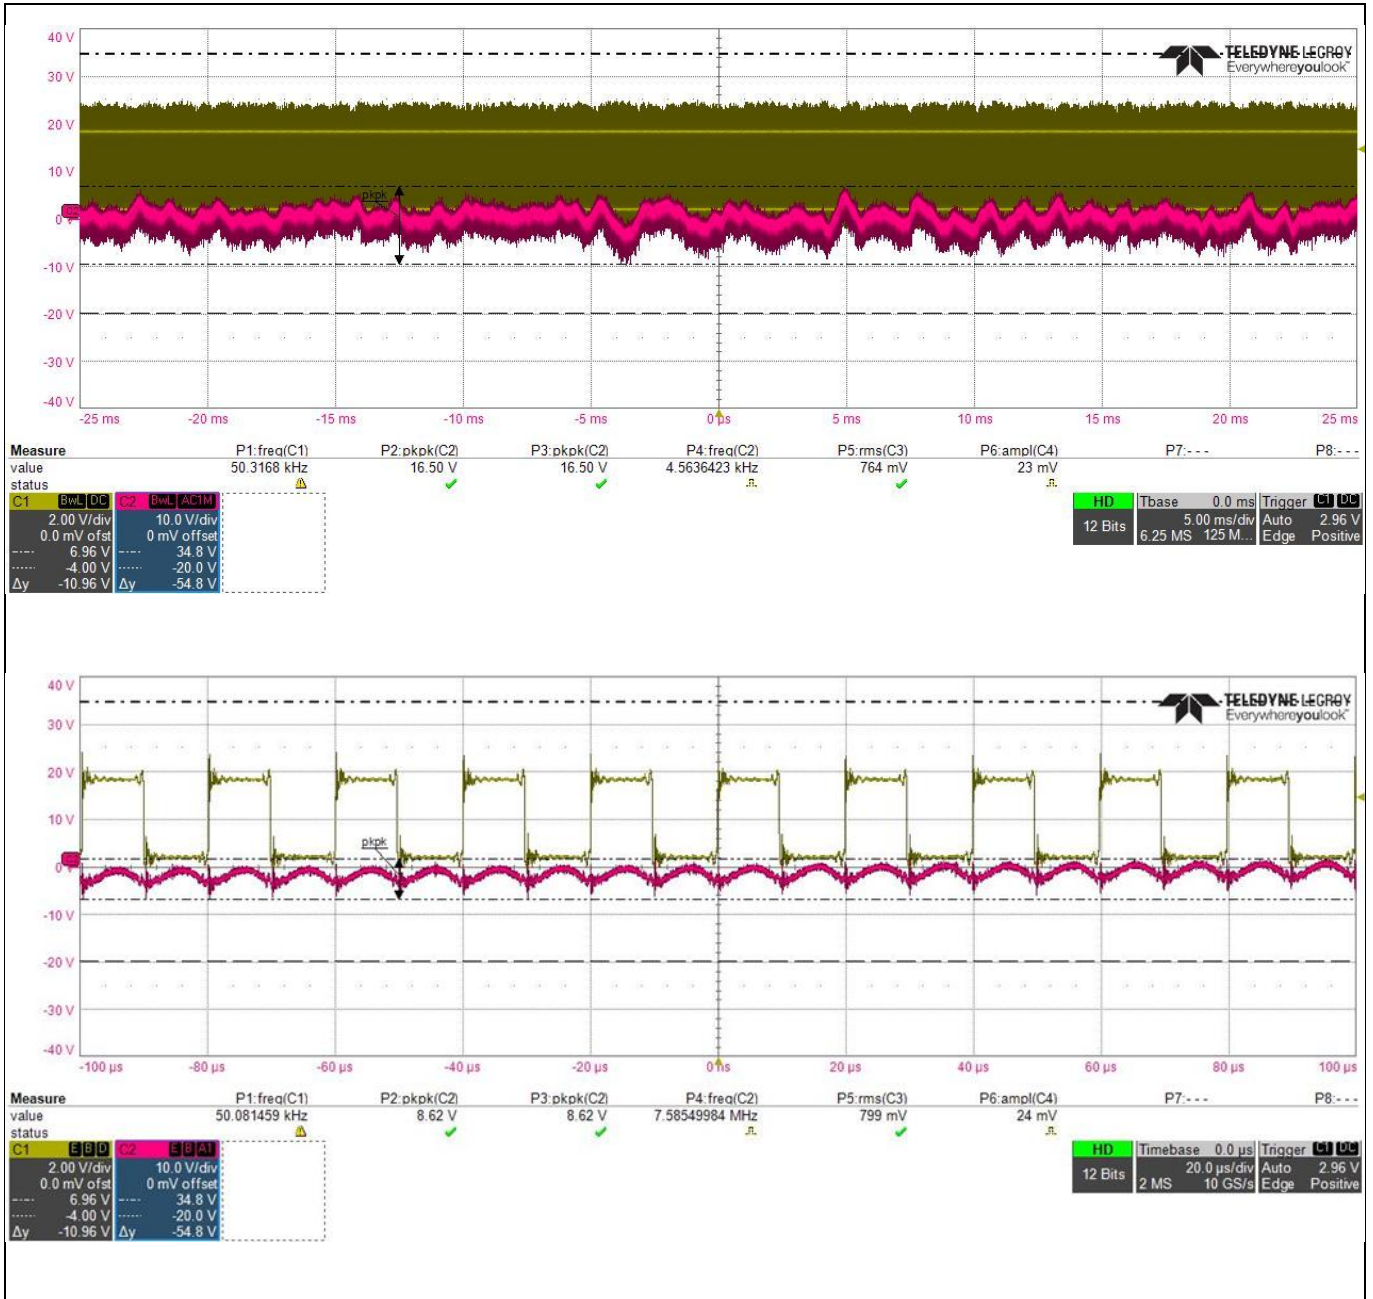 40 V
TELEDYNE LECROY
Everywhereyoulook™
30 V
20 V
10 V
pkpk
C2
0 V
-10 V
-20 V
-30 V
-40 V
-25 ms -20 ms -15 ms -10 ms -5 ms 5 ms 10 ms 15 ms 20 ms 25 ms
Measure P1:freq(C1) P2:pkpk(C2) P3:pkpk(C2) P4:freq(C2) P5:rms(C3) P6:ampl(C4) P7:- - - P8:- - -
value 50.3168 kHz 16.50 V 16.50 V 4.5636423 kHz 764 mV 23 mV
status
C1 BwL DC C2 BwL AC1M HD Tbase 0.0 ms Trigger C1 DC
2.00 V/div 10.0 V/div 12 Bits 5.00 ms/div Auto 2.96 V
0.0 mV ofst 0 mV offset 6.25 MS 125 M... Edge Positive
6.96 V 34.8 V
-4.00 V -20.0 V
Δy -10.96 V Δy -54.8 V
40 V
TELEDYNE LECROY
Everywhereyoulook™
30 V
20 V
10 V
pkpk
C2
0 V
-10 V
-20 V
-30 V
-40 V
-100 µs -80 µs -60 µs -40 µs -20 µs 20 µs 40 µs 60 µs 80 µs 100 µs
Measure P1:freq(C1) P2:pkpk(C2) P3:pkpk(C2) P4:freq(C2) P5:rms(C3) P6:ampl(C4) P7:- - - P8:- - -
value 50.081459 kHz 8.62 V 8.62 V 7.58549984 MHz 799 mV 24 mV
status
C1 E B D C2 E B A1 HD Timebase 0.0 µs Trigger C1 DC
2.00 V/div 10.0 V/div 12 Bits 20.0 µs/div Auto 2.96 V
0.0 mV ofst 0 mV offset 2 MS 10 GS/s Edge Positive
6.96 V 34.8 V
-4.00 V -20.0 V
Δy -10.96 V Δy -54.8 V